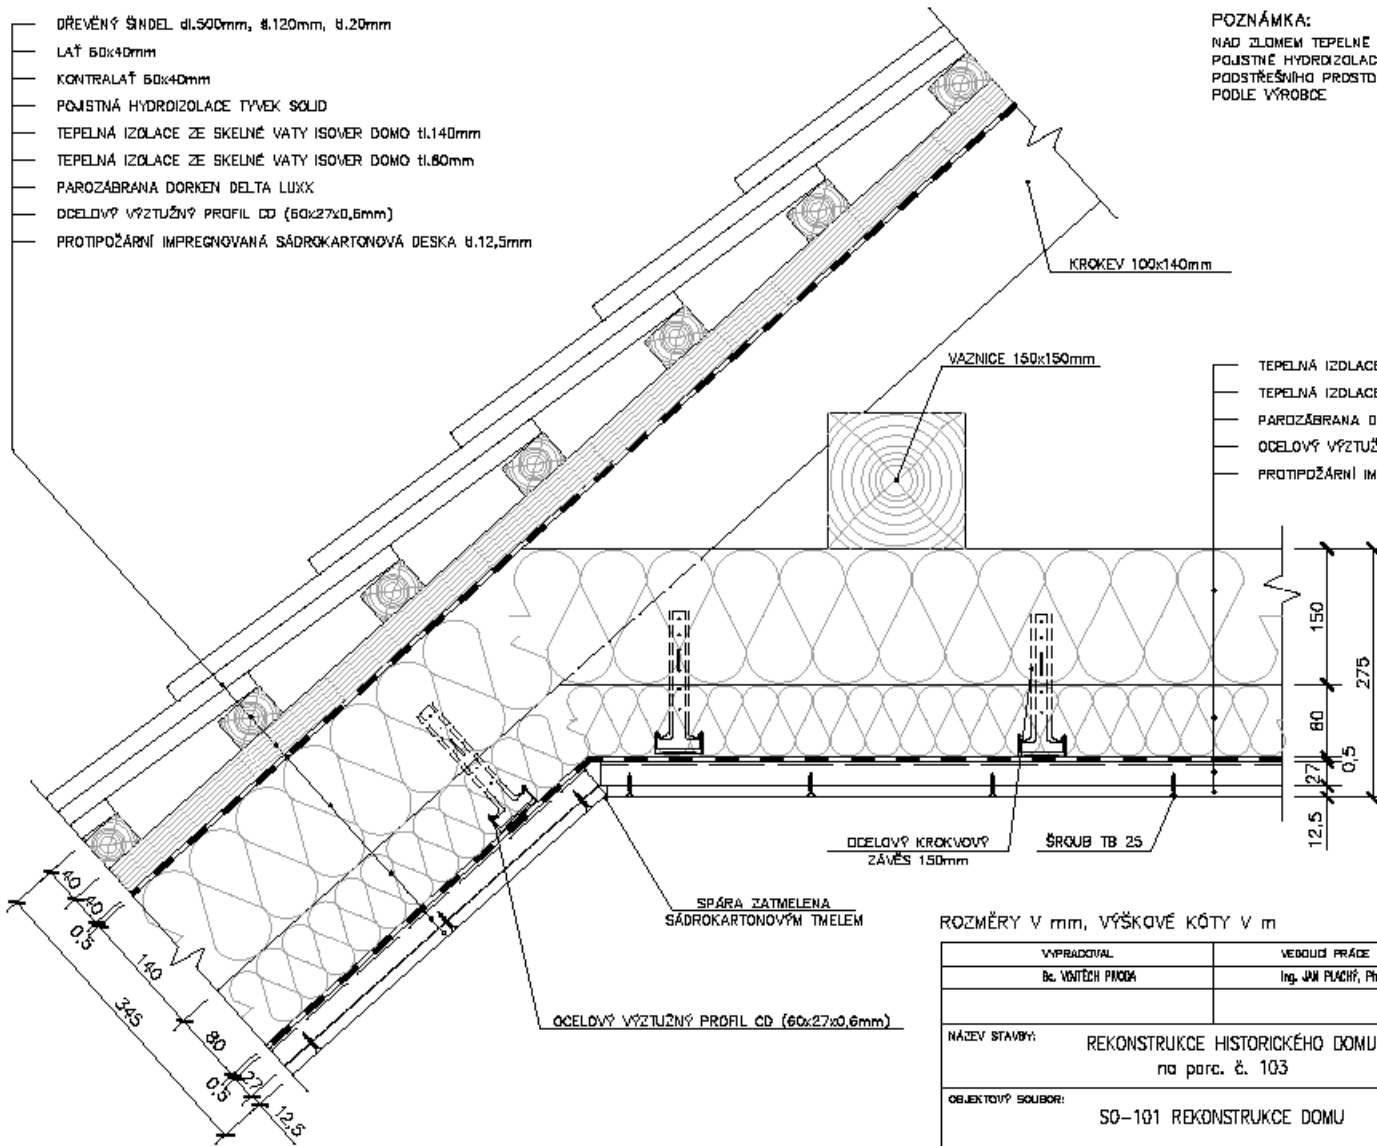 DŘEVĚNÝ ŠINDEL dl.500mm, š.120mm, tl.20mm
LAŤ 60x40mm
KONTRALAŤ 60x40mm
POJISTNÁ HYDROIZOLACE TYVEK SOLID
TEPELNÁ IZOLACE ZE SKELNÉ VATY ISOVER DOMO tl.140mm
TEPELNÁ IZOLACE ZE SKELNÉ VATY ISOVER DOMO tl.80mm
PAROZÁBRANA DORKEN DELTA LUXX
OCELOVÝ VÝZTUŽNÝ PROFIL CD (60x27x0,6mm)
PROTIPOŽÁRNÍ IMPREGNOVANÁ SÁDROKARTONOVÁ DESKA tl.12,5mm
POZNÁMKA:
NAD ZLOMEM TEPELNÉ
POJISTNÉ HYDROIZOLAC
PODSTŘEŠNÍHO PROSTO
PODLE VÝROBCE
KROKEV 100x140mm
VAZNICE 150x150mm
TEPELNÁ IZOLACE
TEPELNÁ IZOLACE
PAROZÁBRANA D
OCELOVÝ VÝZTUŽ
PROTIPOŽÁRNÍ IM
150
275
80
0,5
27
12,5
OCELOVÝ KROKVOVÝ
ZÁVĚS 150mm
ŠROUB TB 25
SPÁRA ZATMELENA
SÁDROKARTONOVÝM TMELEM
OCELOVÝ VÝZTUŽNÝ PROFIL CD (60x27x0,6mm)
40
40
0,5
140
345
80
0,5
27
12,5
ROZMĚRY V mm, VÝŠKOVÉ KÓTY V m
VYPRACOVAL
VEDOUCÍ PRÁCE
Bc. VOJTĚCH
Ing. JAN PLACHÝ, Ph
NÁZEV STAVBY:
REKONSTRUKCE HISTORICKÉHO DOMU
na parc. č. 103
OBJEKTOVÝ SOUBOR:
SO-101 REKONSTRUKCE DOMU